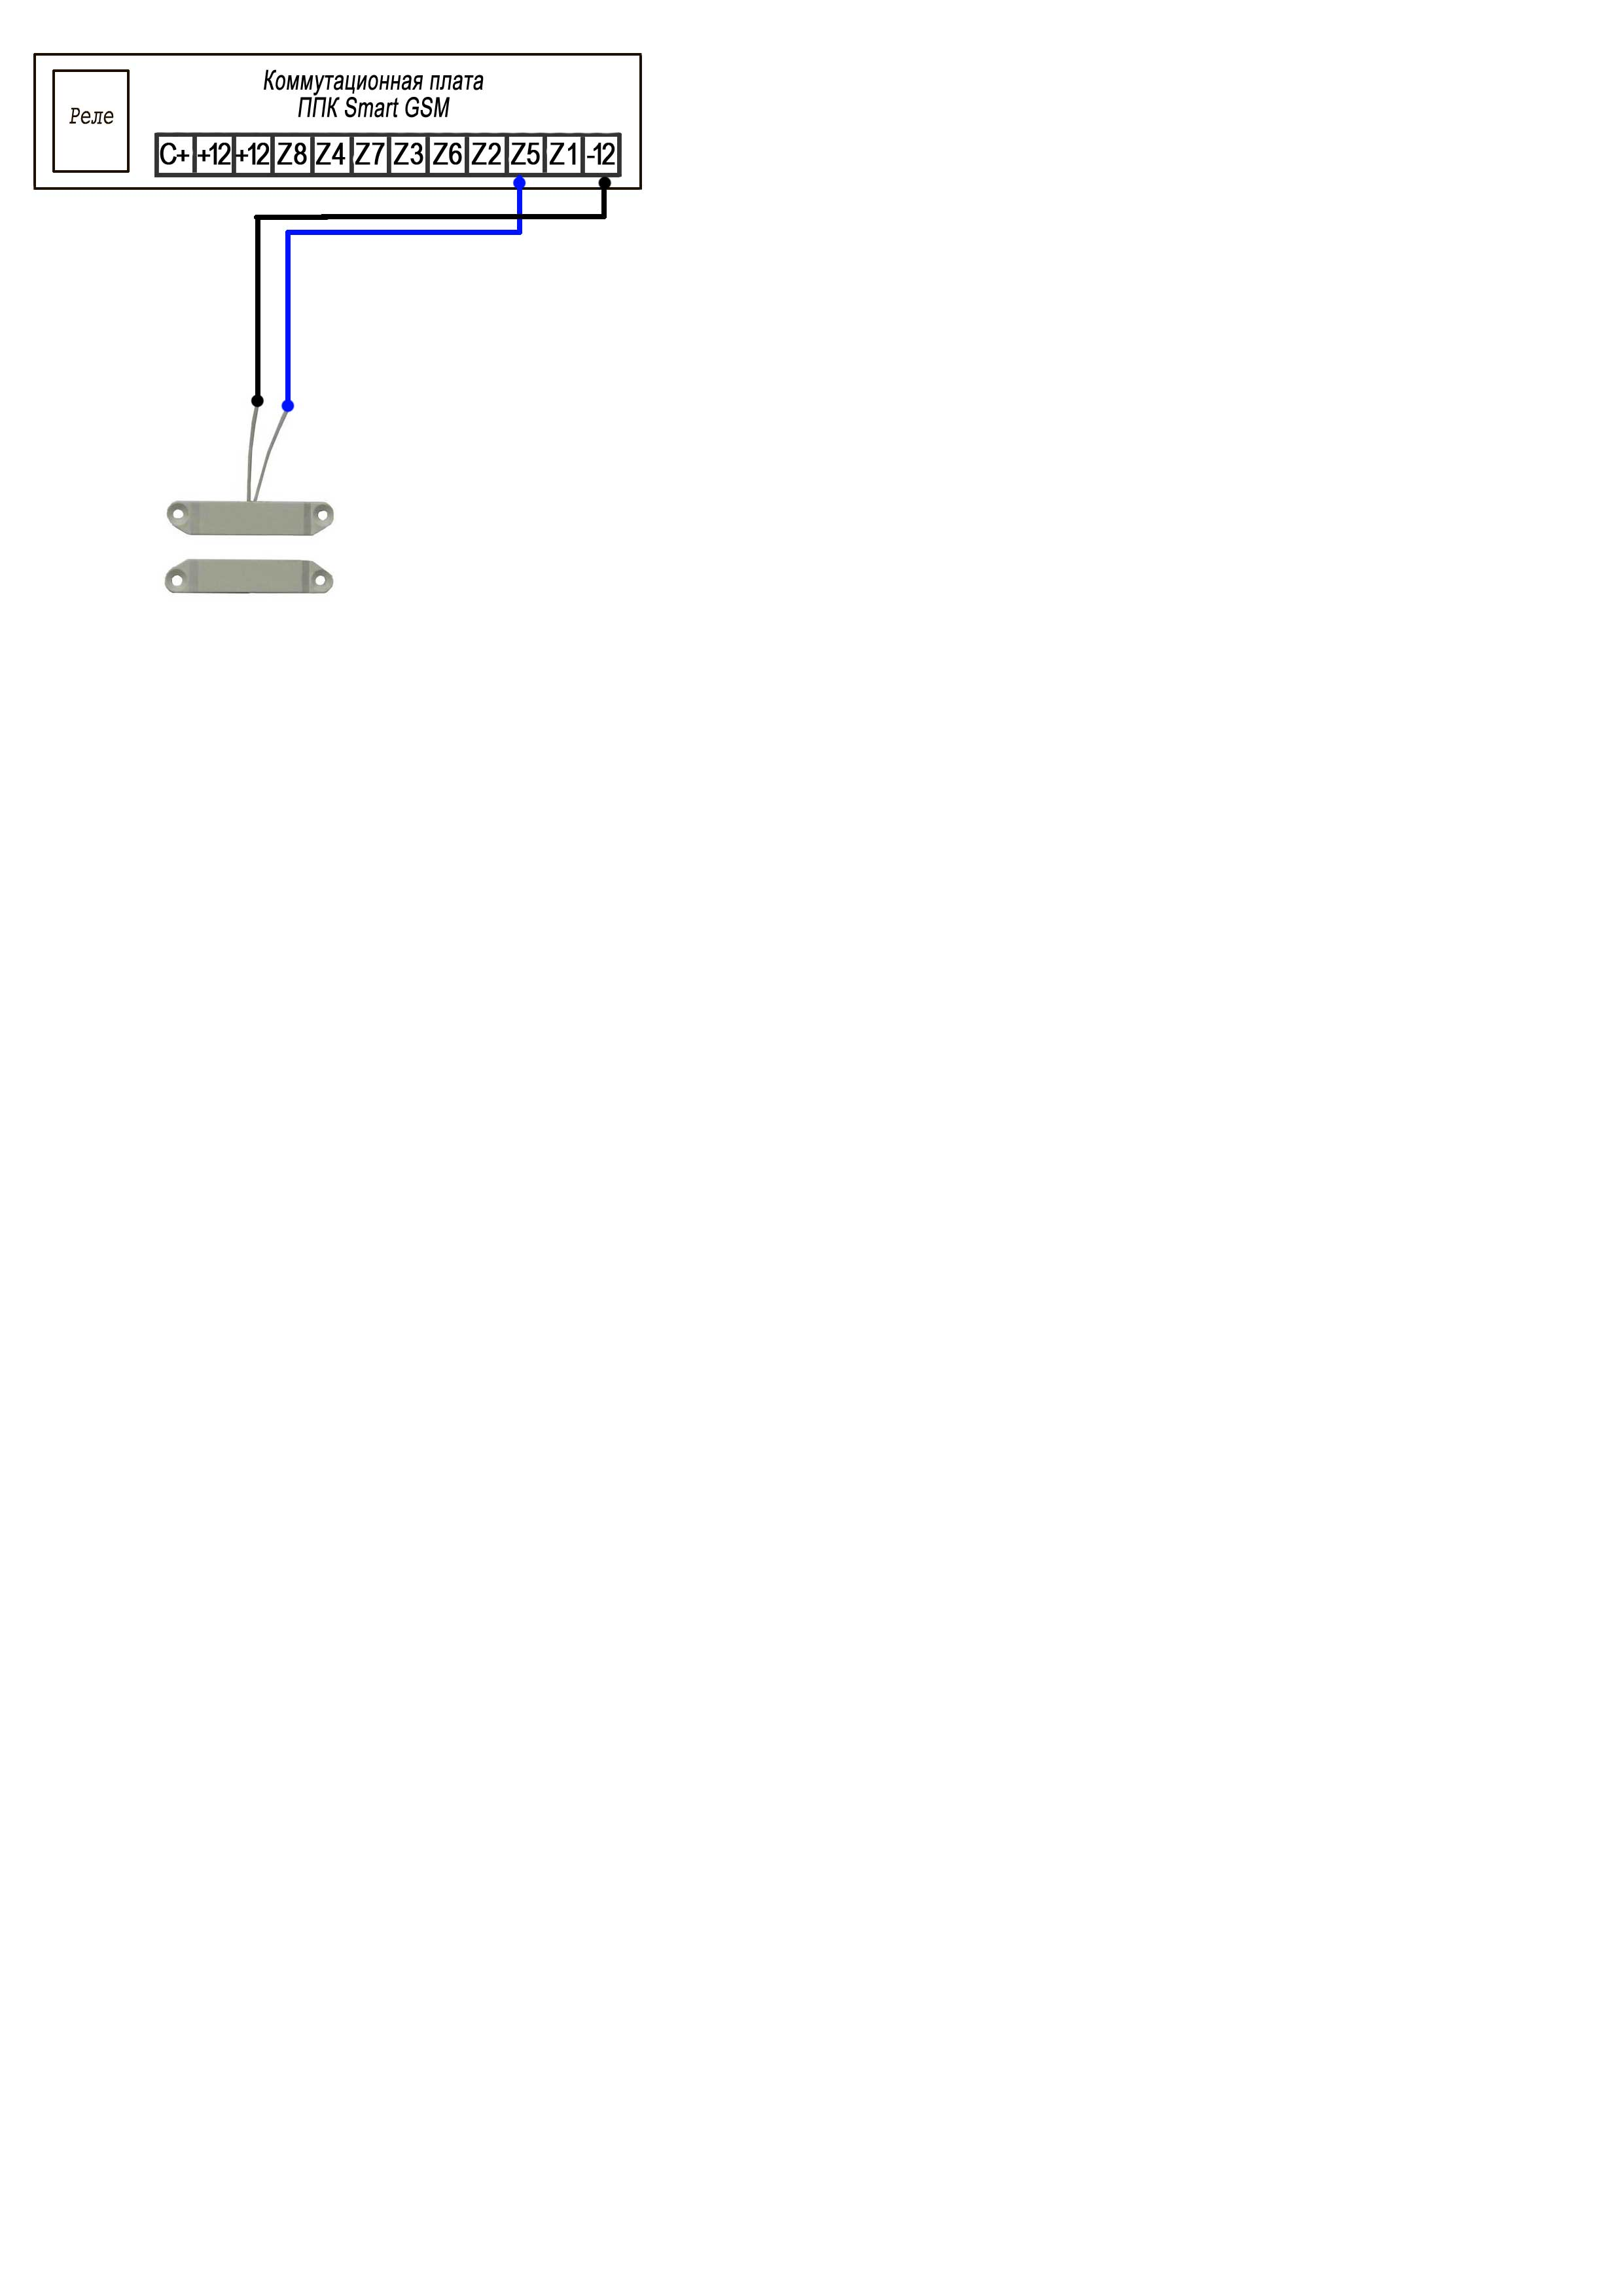 Коммутационная плата
ППК Smart GSM
Реле
C+ +12 +12 Z8 Z4 Z7 Z3 Z6 Z2 Z5 Z1 -12